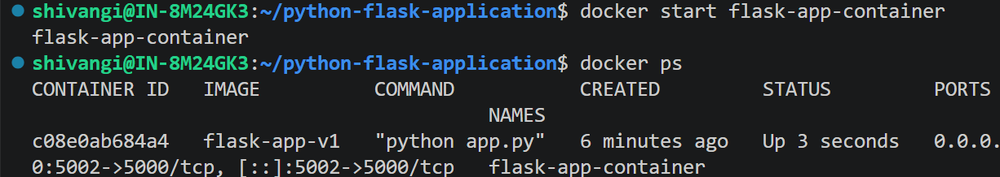 shivangi@IN-8M24GK3:~/python-flask-application$ docker start flask-app-container
flask-app-container
shivangi@IN-8M24GK3:~/python-flask-application$ docker ps
CONTAINER ID   IMAGE          COMMAND           CREATED         STATUS         PORTS
                                        NAMES
c08e0ab684a4   flask-app-v1   "python app.py"   6 minutes ago   Up 3 seconds   0.0.0.
0:5002->5000/tcp, [::]:5002->5000/tcp   flask-app-container